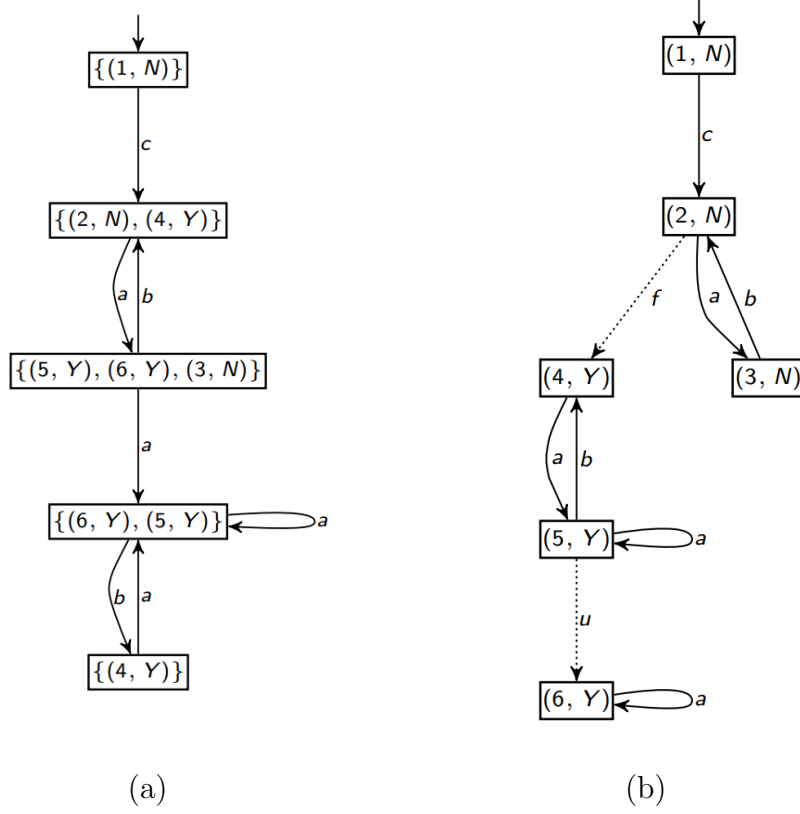 {(1, N)}
c
{(2, N), (4, Y)}
a
b
{(5, Y), (6, Y), (3, N)}
a
{(6, Y), (5, Y)}
a
b
a
{(4, Y)}
(a)
(1, N)
c
(2, N)
f
a
b
(4, Y)
(3, N)
a
b
(5, Y)
a
u
(6, Y)
a
(b)